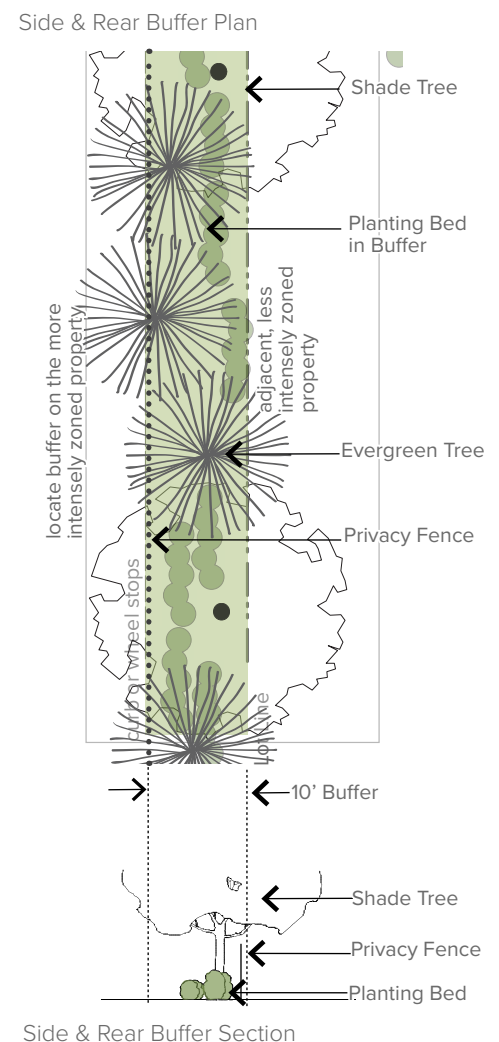 Side & Rear Buffer Plan
Shade Tree
Planting Bed
in Buffer
adjacent, less
intensely zoned
property
locate buffer on the more
intensely zoned property
Evergreen Tree
Privacy Fence
curb or wheel stops
Lot Line
10’ Buffer
Shade Tree
Privacy Fence
Planting Bed
Side & Rear Buffer Section